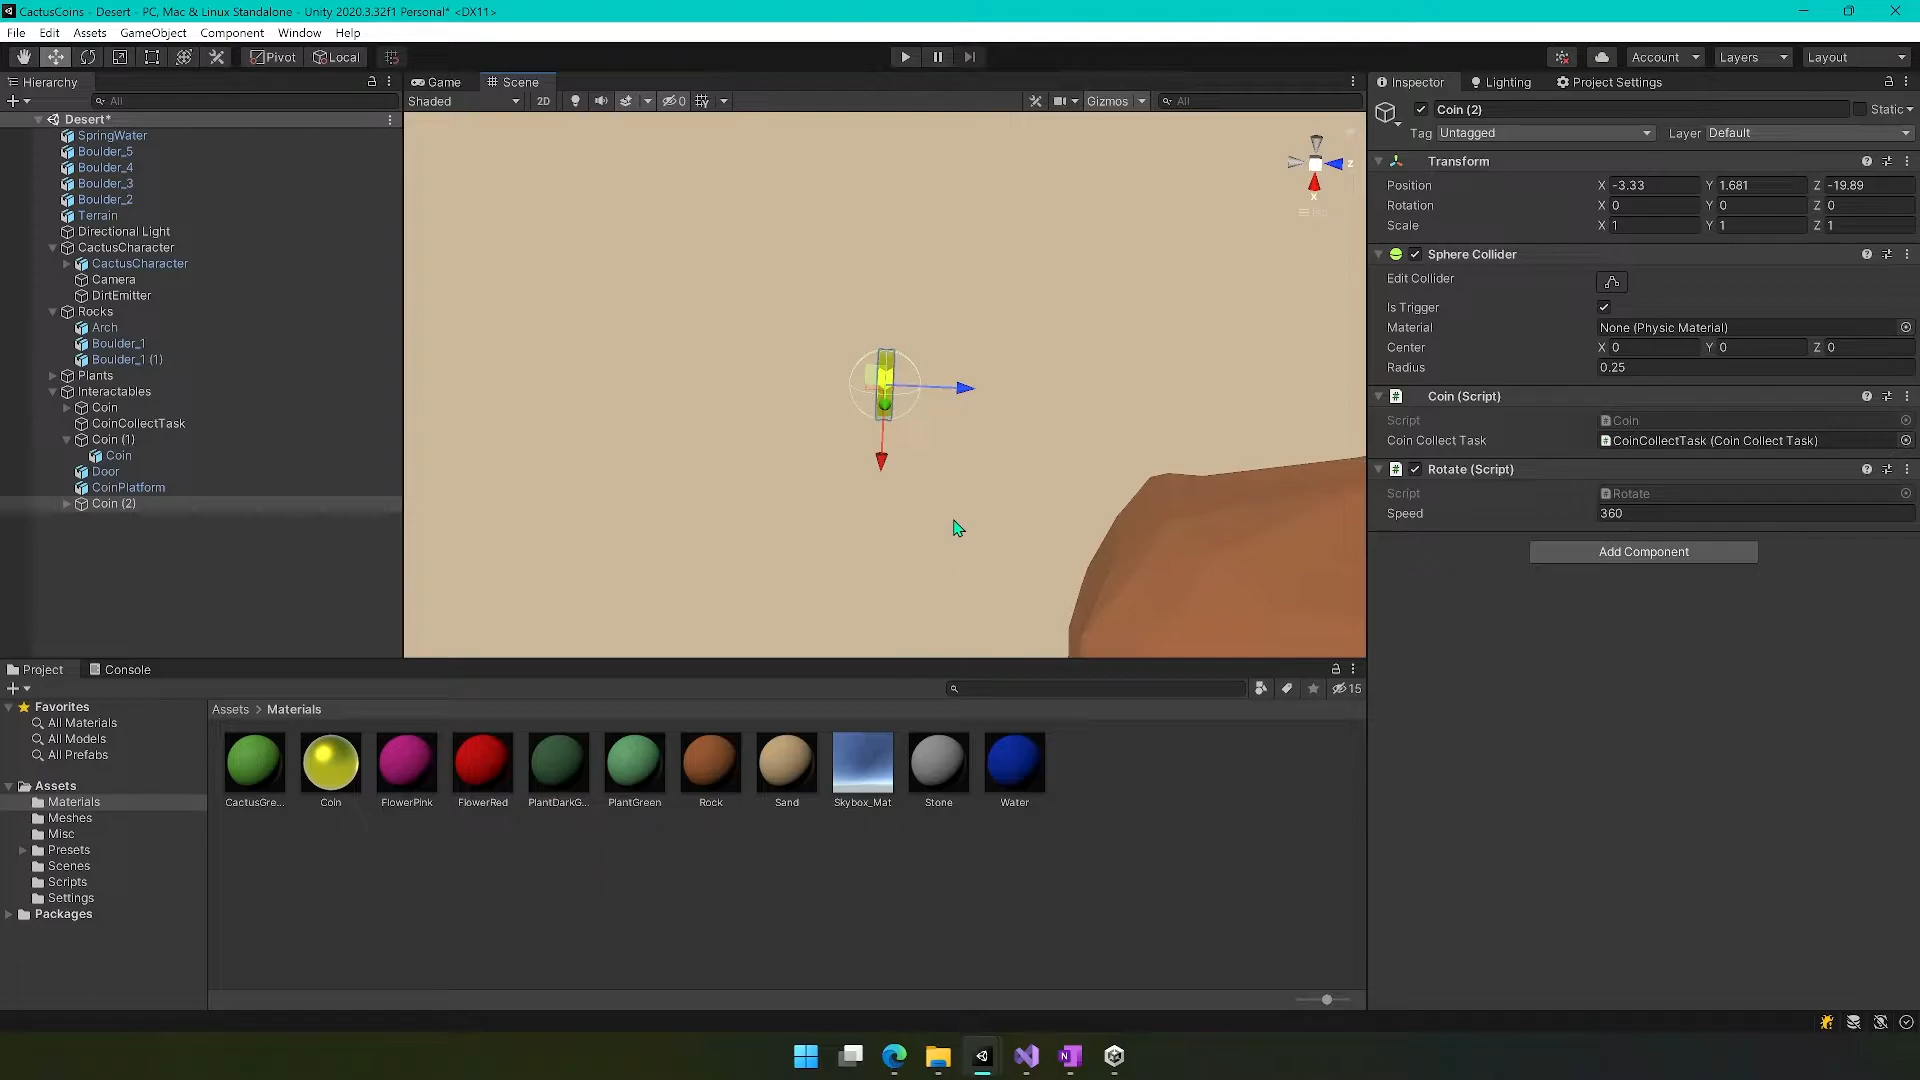 CactusCoins - Desert - PC, Mac & Linux Standalone - Unity 2020.3.32f1 Personal* <DX11>
File Edit Assets GameObject Component Window Help
Pivot Local Account Layers Layout
Hierarchy
All
Desert*
SpringWater
Boulder_5
Boulder_4
Boulder_3
Boulder_2
Terrain
Directional Light
CactusCharacter
CactusCharacter
Camera
DirtEmitter
Rocks
Arch
Boulder_1
Boulder_1 (1)
Plants
Interactables
Coin
CoinCollectTask
Coin (1)
Coin
Door
CoinPlatform
Coin (2)
Game Scene
Shaded 2D 0 Gizmos All
z
x
Inspector Lighting Project Settings
Coin (2) Static
Tag Untagged Layer Default
Transform
Position X -3.33 Y 1.681 Z -19.89
Rotation X 0 Y 0 Z 0
Scale X 1 Y 1 Z 1
Sphere Collider
Edit Collider
Is Trigger
Material None (Physic Material)
Center X 0 Y 0 Z 0
Radius 0.25
# Coin (Script)
Script Coin
Coin Collect Task CoinCollectTask (Coin Collect Task)
# Rotate (Script)
Script Rotate
Speed 360
Add Component
Project Console
15
Favorites
All Materials
All Models
All Prefabs
Assets
Materials
Meshes
Misc
Presets
Scenes
Scripts
Settings
Packages
Assets > Materials
CactusGre... Coin FlowerPink FlowerRed PlantDarkG... PlantGreen Rock Sand Skybox_Mat Stone Water